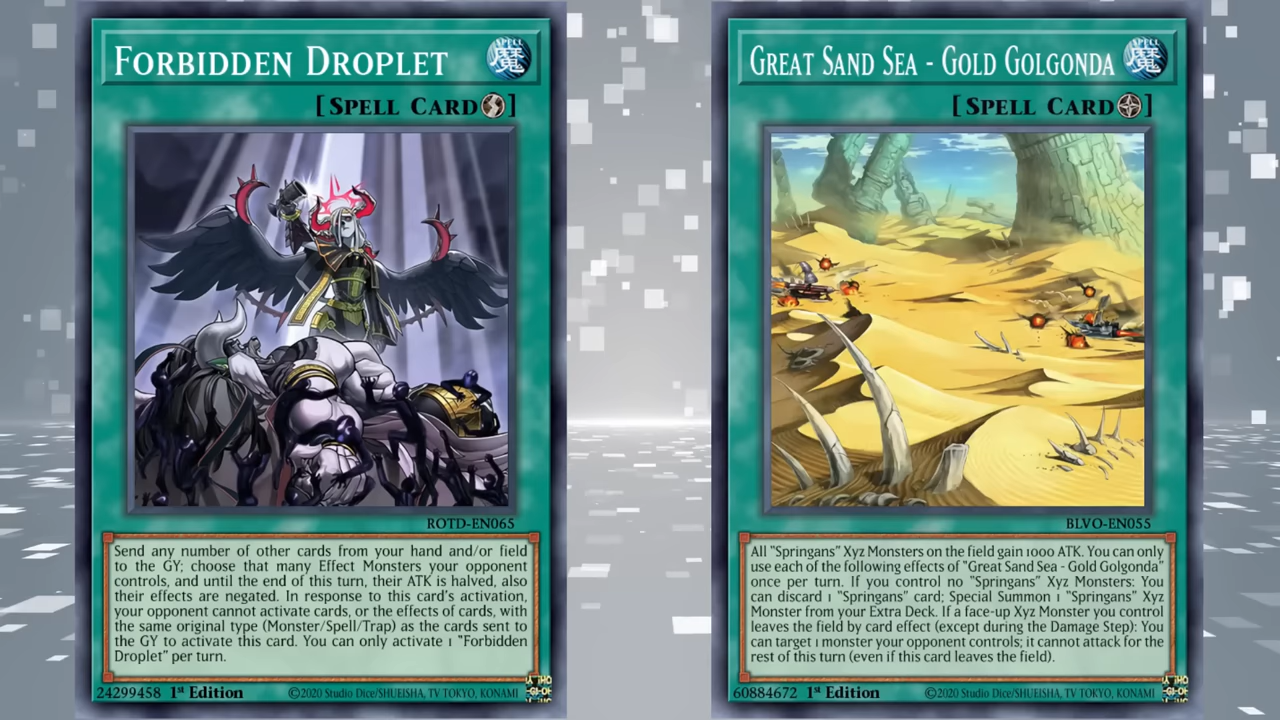 FORBIDDEN DROPLET
SPELL
魔
[SPELL CARD]
ROTD-EN065
Send any number of other cards from your hand and/or field
to the GY; choose that many Effect Monsters your opponent
controls, and until the end of this turn, their ATK is halved, also
their effects are negated. In response to this card's activation,
your opponent cannot activate cards, or the effects of cards, with
the same original type (Monster/Spell/Trap) as the cards sent to
the GY to activate this card. You can only activate 1 "Forbidden
Droplet" per turn.
24299458 1st Edition ©2020 Studio Dice/SHUEISHA, TV TOKYO, KONAMI
GREAT SAND SEA - GOLD GOLGONDA
SPELL
魔
[SPELL CARD]
BLVO-EN055
All "Springans" Xyz Monsters on the field gain 1000 ATK. You can only
use each of the following effects of "Great Sand Sea - Gold Golgonda"
once per turn. If you control no "Springans" Xyz Monsters: You
can discard 1 "Springans" card; Special Summon 1 "Springans" Xyz
Monster from your Extra Deck. If a face-up Xyz Monster you control
leaves the field by card effect (except during the Damage Step): You
can target 1 monster your opponent controls; it cannot attack for the
rest of this turn (even if this card leaves the field).
60884672 1st Edition ©2020 Studio Dice/SHUEISHA, TV TOKYO, KONAMI